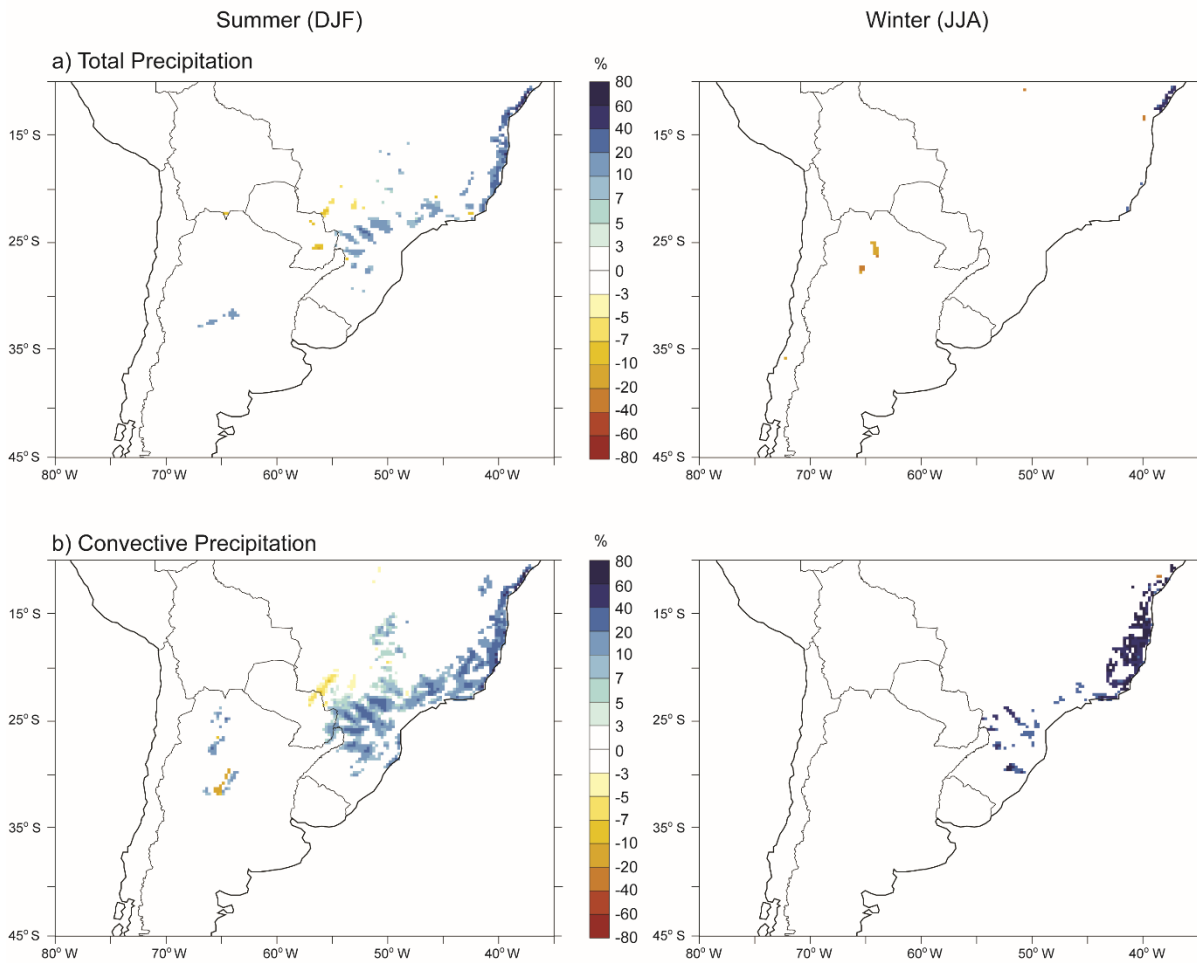 Summer (DJF)
Winter (JJA)
a) Total Precipitation
%
80
60
40
20
10
7
5
3
0
-3
-5
-7
-10
-20
-40
-60
-80
15° S
25° S
35° S
45° S
80° W
70° W
60° W
50° W
40° W
15° S
25° S
35° S
45° S
80° W
70° W
60° W
50° W
40° W
b) Convective Precipitation
%
80
60
40
20
10
7
5
3
0
-3
-5
-7
-10
-20
-40
-60
-80
15° S
25° S
35° S
45° S
80° W
70° W
60° W
50° W
40° W
15° S
25° S
35° S
45° S
80° W
70° W
60° W
50° W
40° W